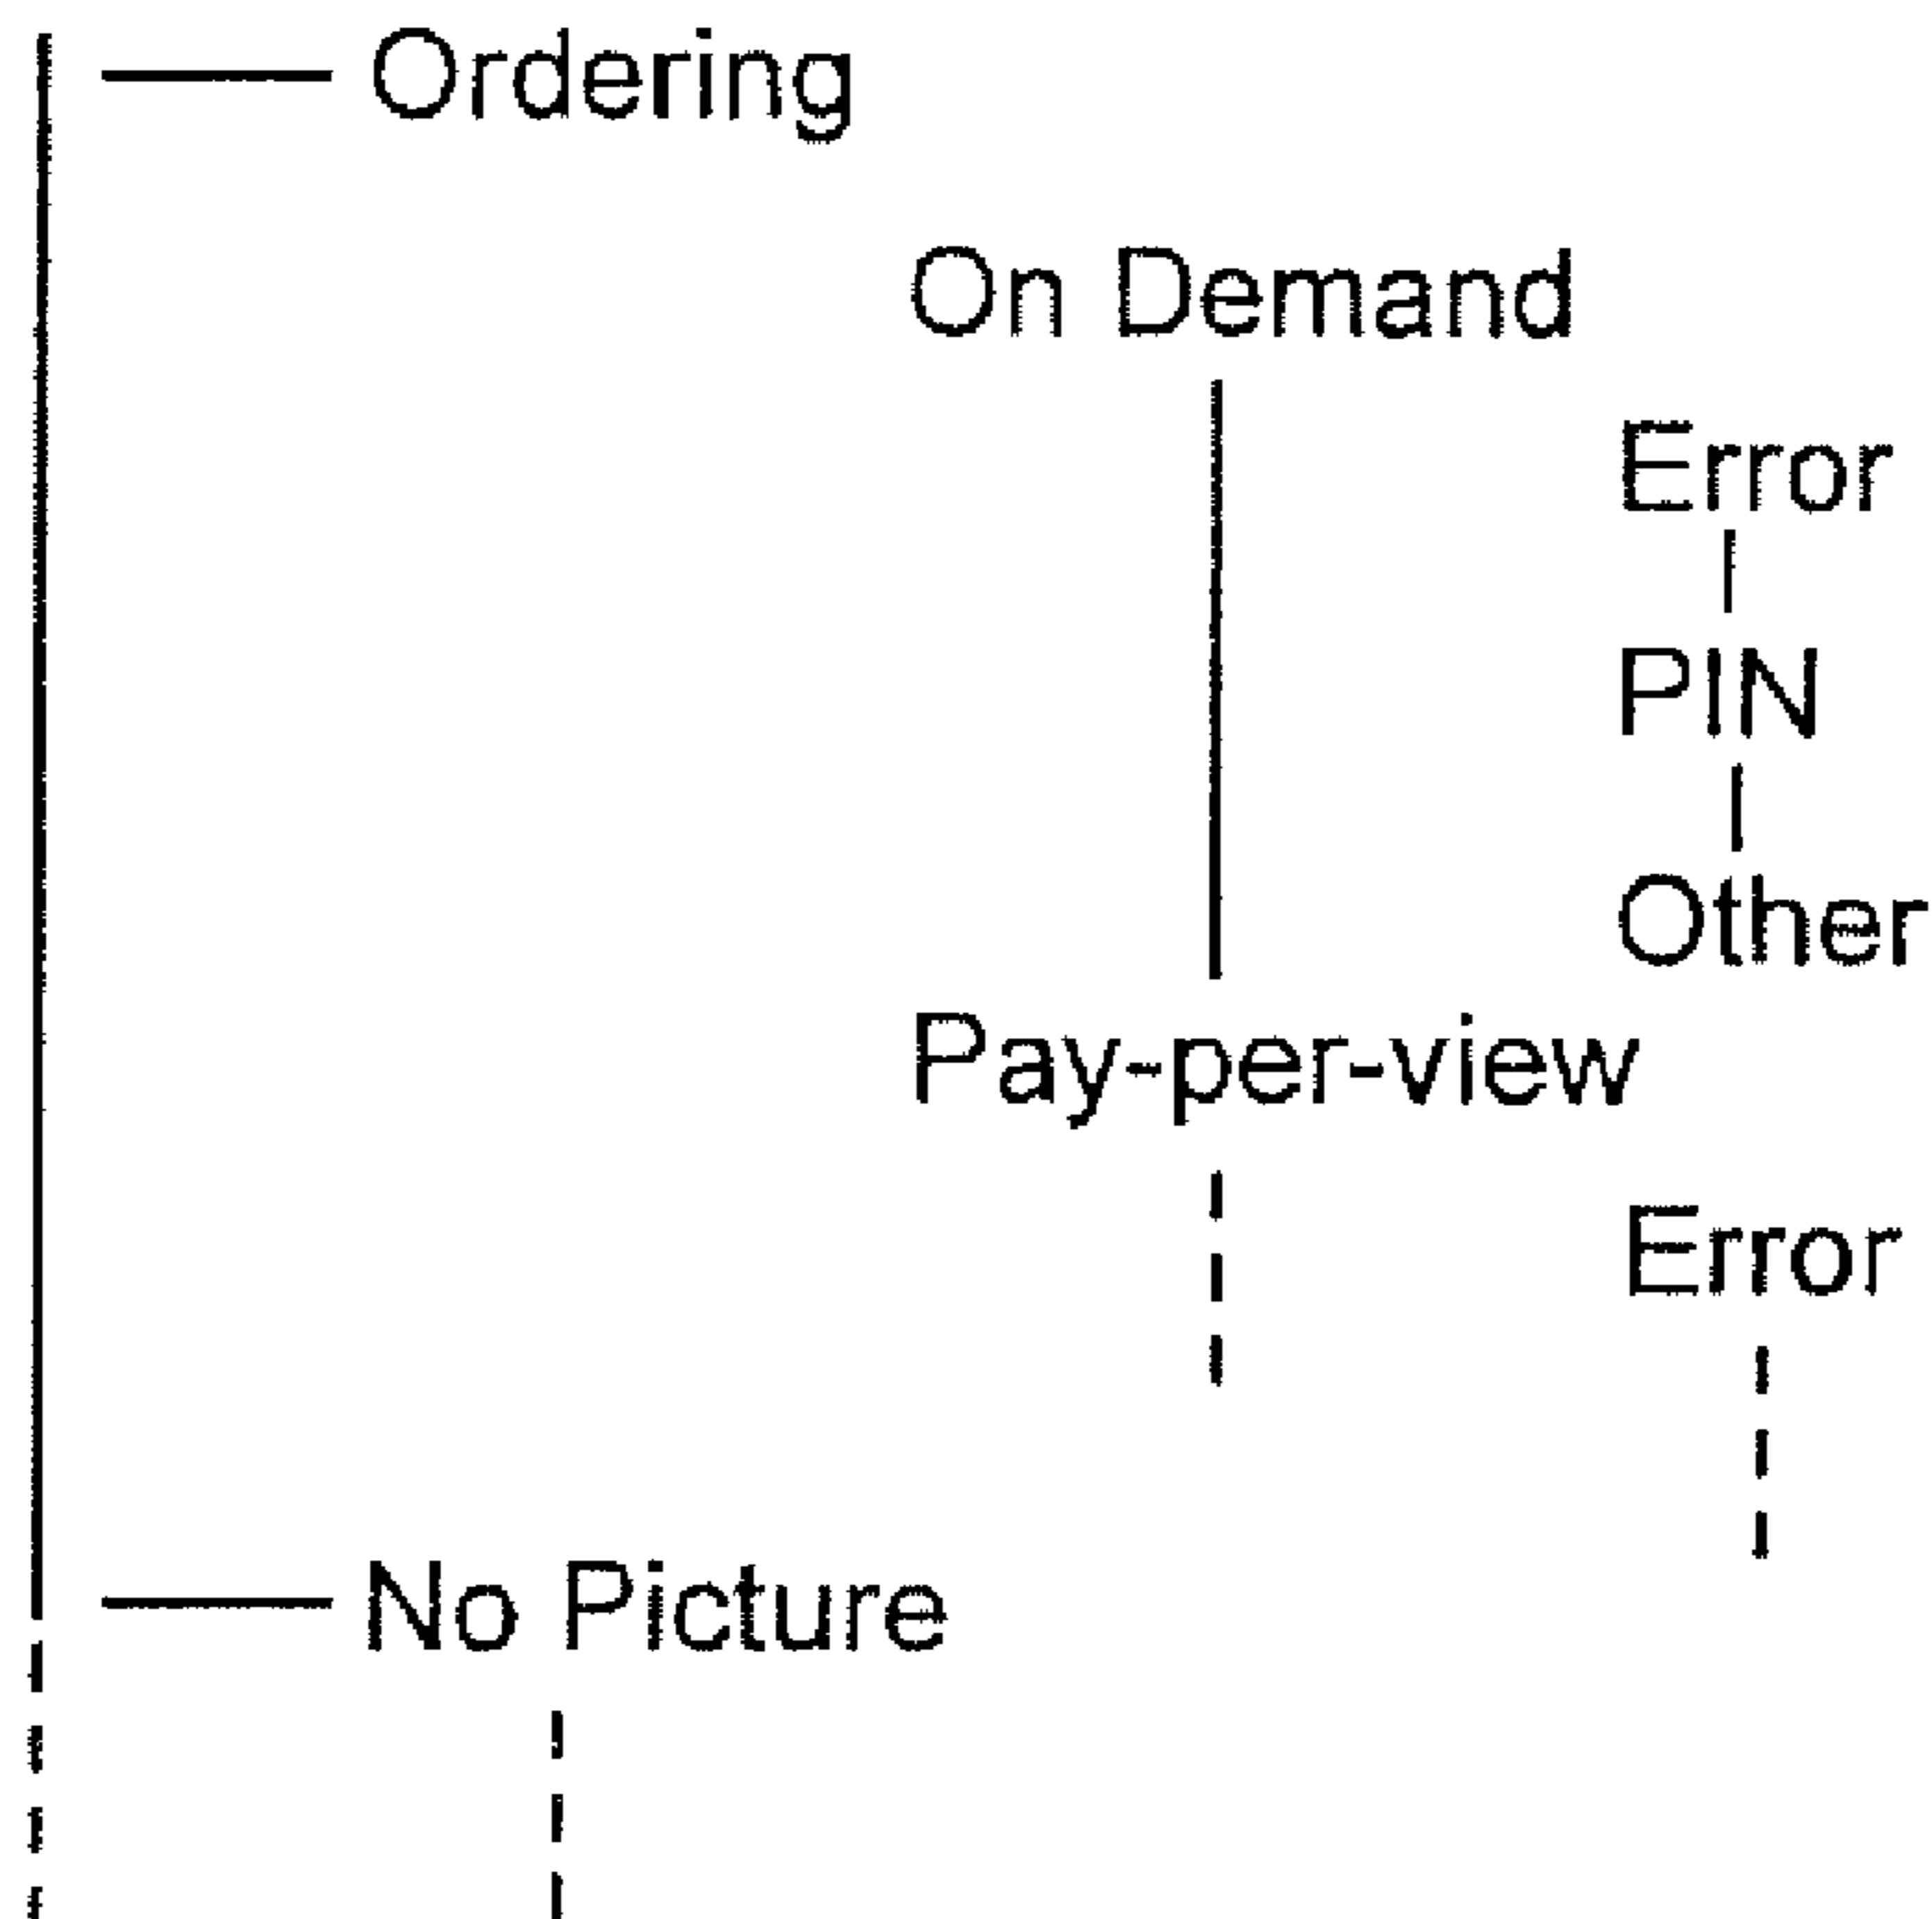 Ordering
On Demand
Error
PIN
Other
Pay-per-view
Error
No Picture